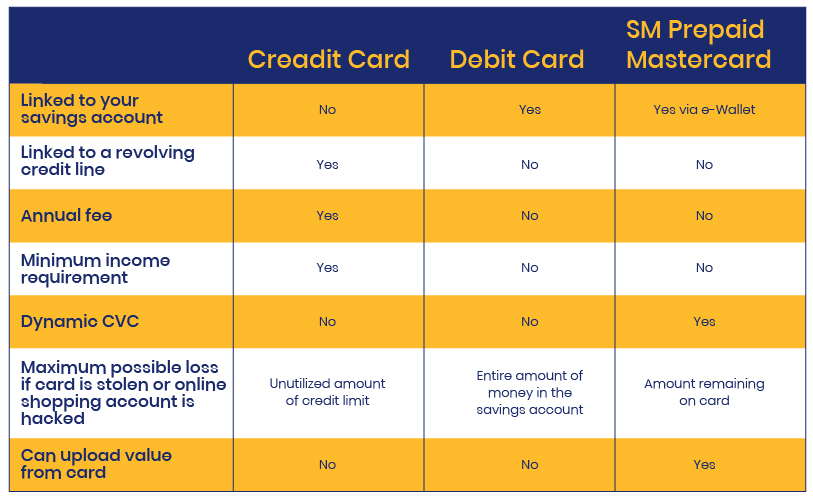 Creadit Card
Debit Card
SM Prepaid
Mastercard
Linked to your
savings account
No
Yes
Yes via e-Wallet
Linked to a revolving
credit line
Yes
No
No
Annual fee
Yes
No
No
Minimum income
requirement
Yes
No
No
Dynamic CVC
No
No
Yes
Maximum possible loss
if card is stolen or online
shopping account is
hacked
Unutilized amount
of credit limit
Entire amount of
money in the
savings account
Amount remaining
on card
Can upload value
from card
No
No
Yes